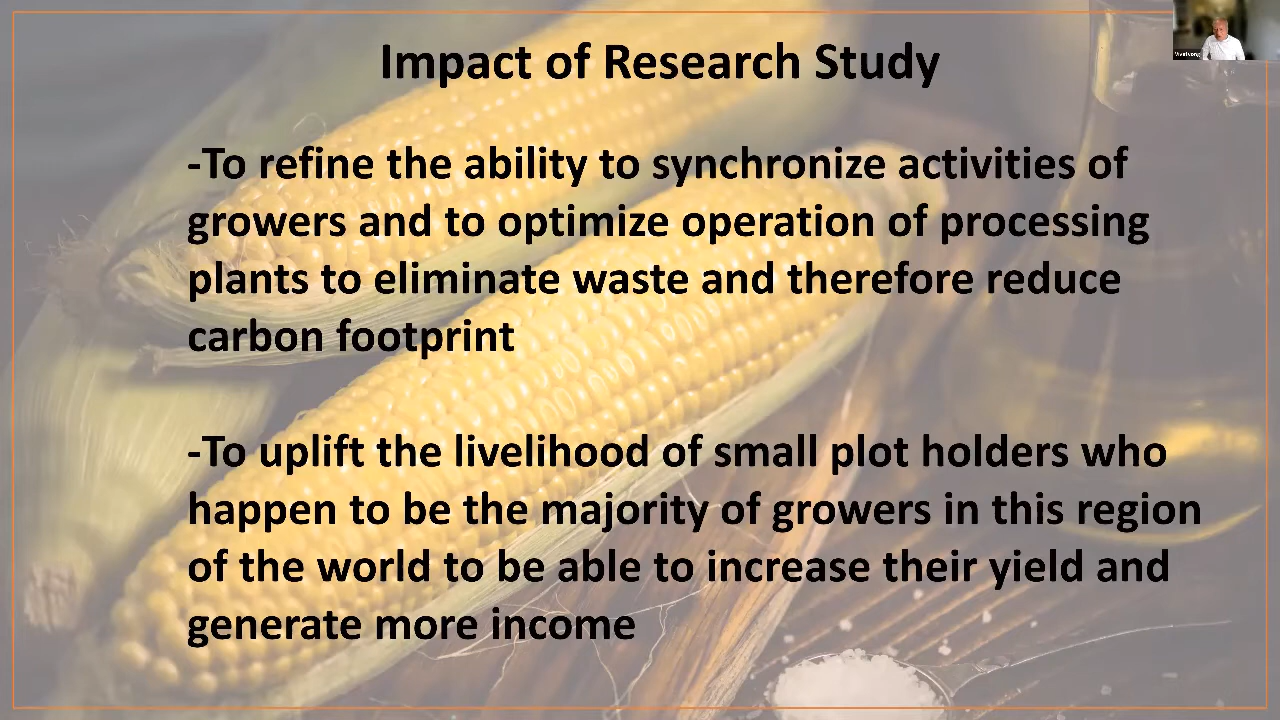 Impact of Research Study
-To refine the ability to synchronize activities of
growers and to optimize operation of processing
plants to eliminate waste and therefore reduce
carbon footprint
-To uplift the livelihood of small plot holders who
happen to be the majority of growers in this region
of the world to be able to increase their yield and
generate more income